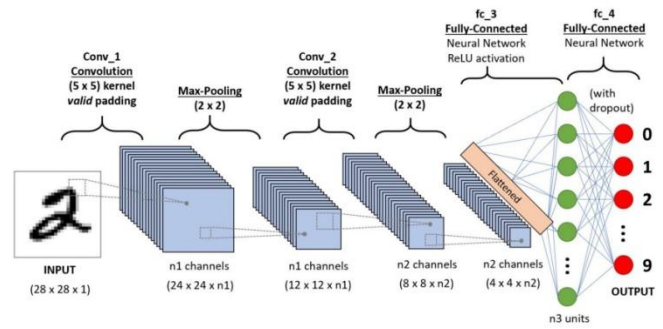 fc_3
Fully-Connected
Neural Network
ReLU activation
fc_4
Fully-Connected
Neural Network
Conv_1
Convolution
(5 x 5) kernel
valid padding
Max-Pooling
(2 x 2)
Conv_2
Convolution
(5 x 5) kernel
valid padding
Max-Pooling
(2 x 2)
(with
dropout)
Flattened
0
1
2
9
2
INPUT
(28 x 28 x 1)
n1 channels
(24 x 24 x n1)
n1 channels
(12 x 12 x n1)
n2 channels
(8 x 8 x n2)
n2 channels
(4 x 4 x n2)
OUTPUT
n3 units